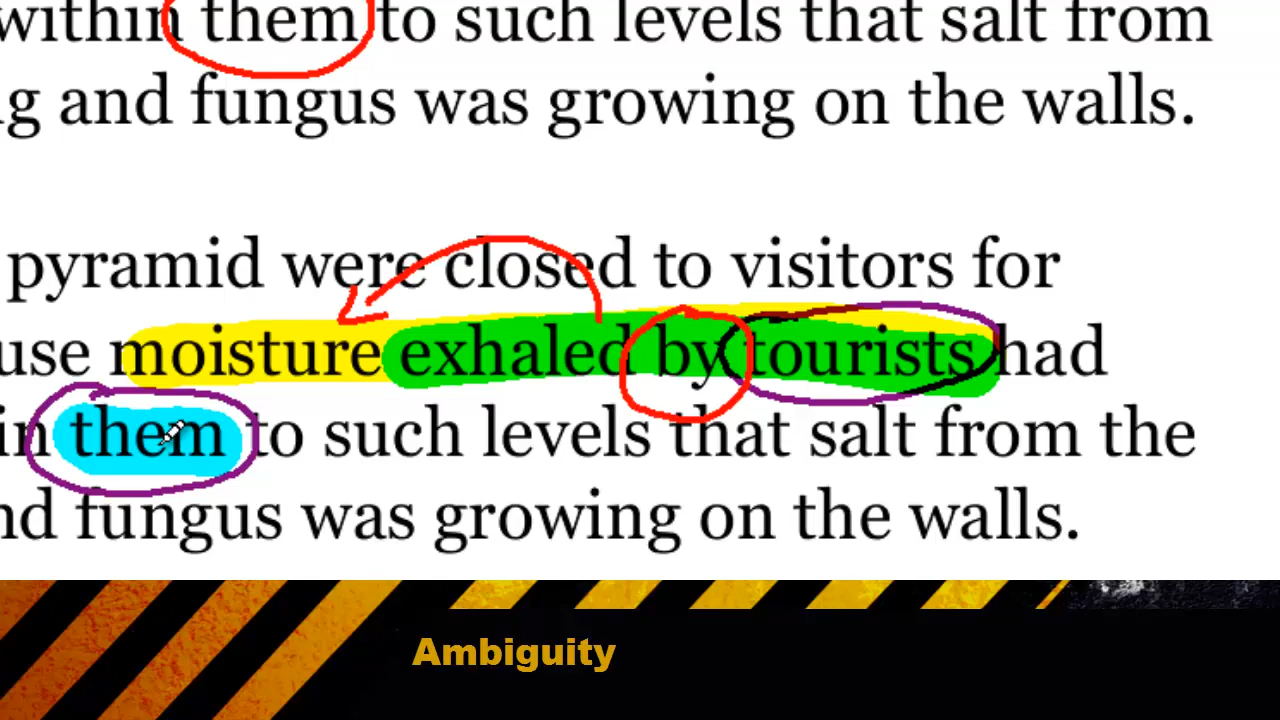 within them to such levels that salt from
g and fungus was growing on the walls.
pyramid were closed to visitors for
use moisture exhaled by tourists had
in them to such levels that salt from the
nd fungus was growing on the walls.
Ambiguity